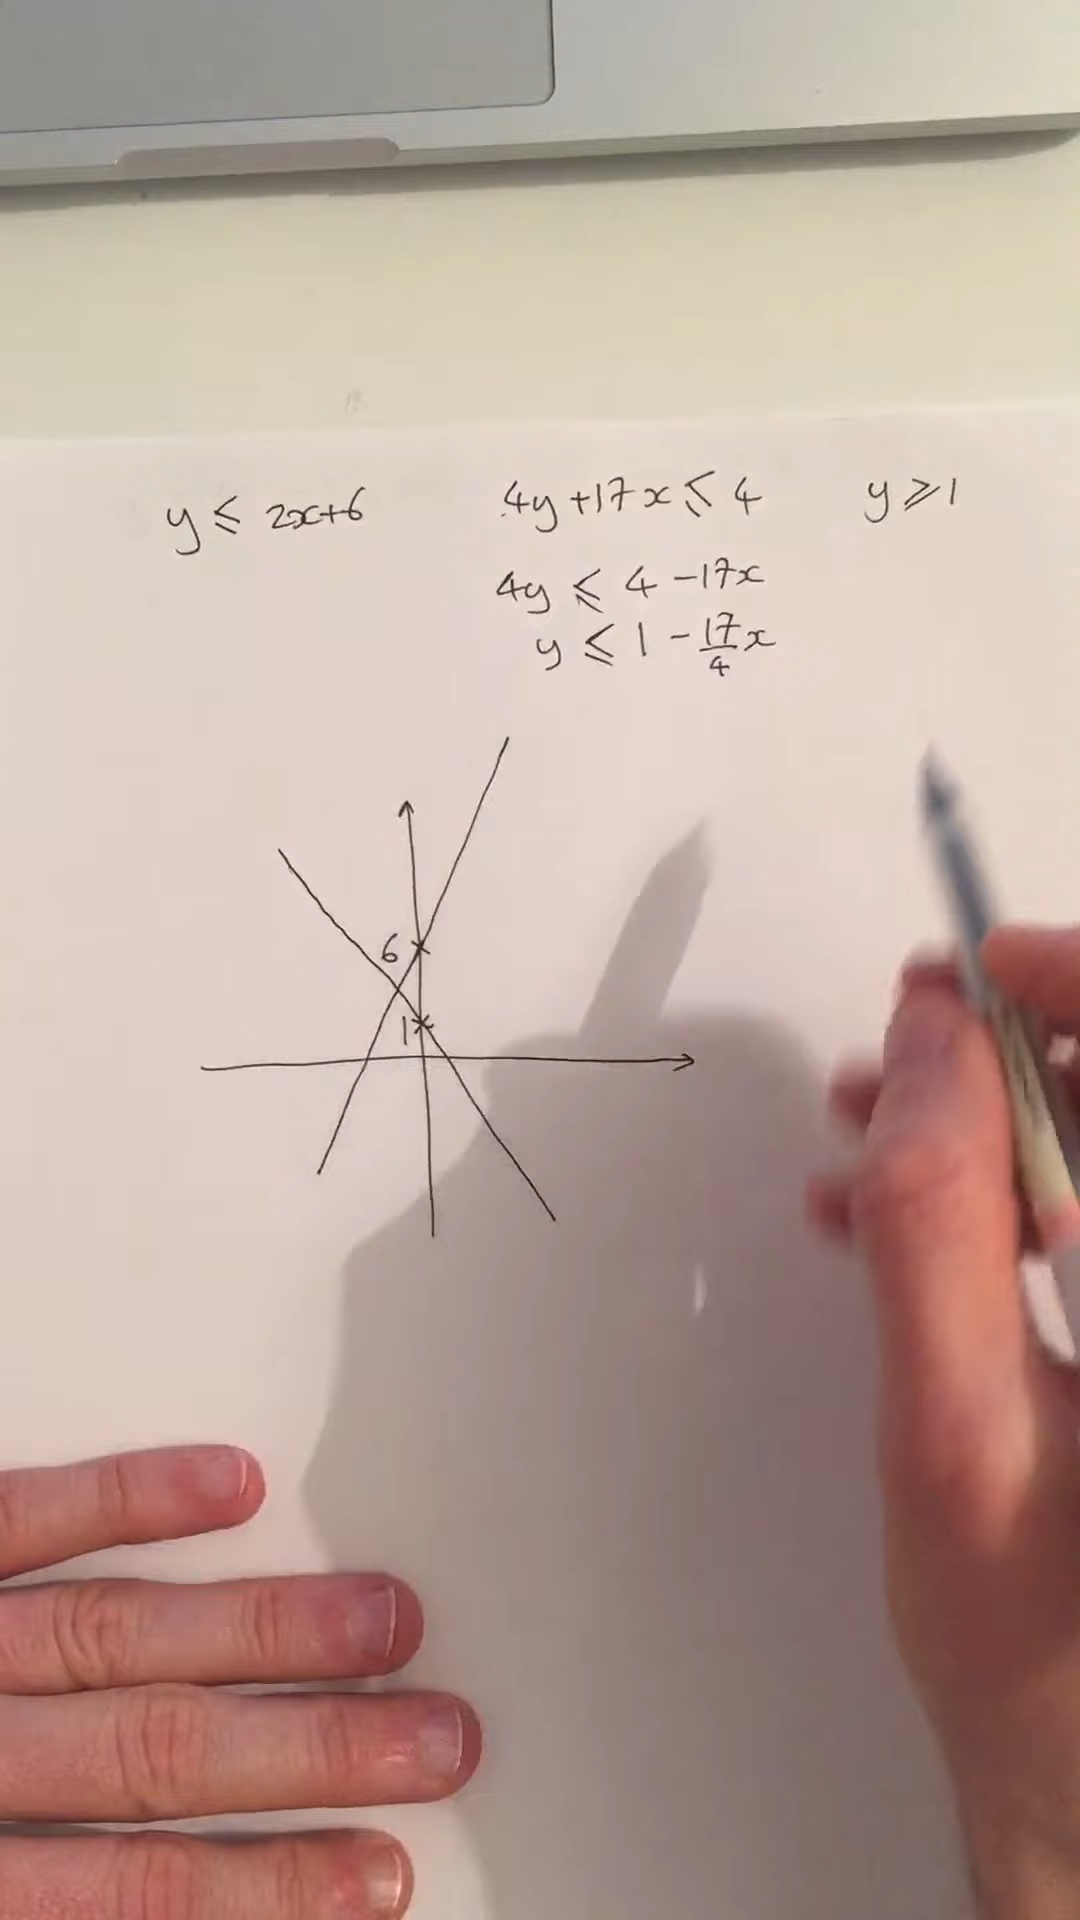 y ⩽ 2x+6 4y+17x ⩽ 4 y ⩾ 1
4y ⩽ 4 -17x
y ⩽ 1 - 17/4 x
6
1